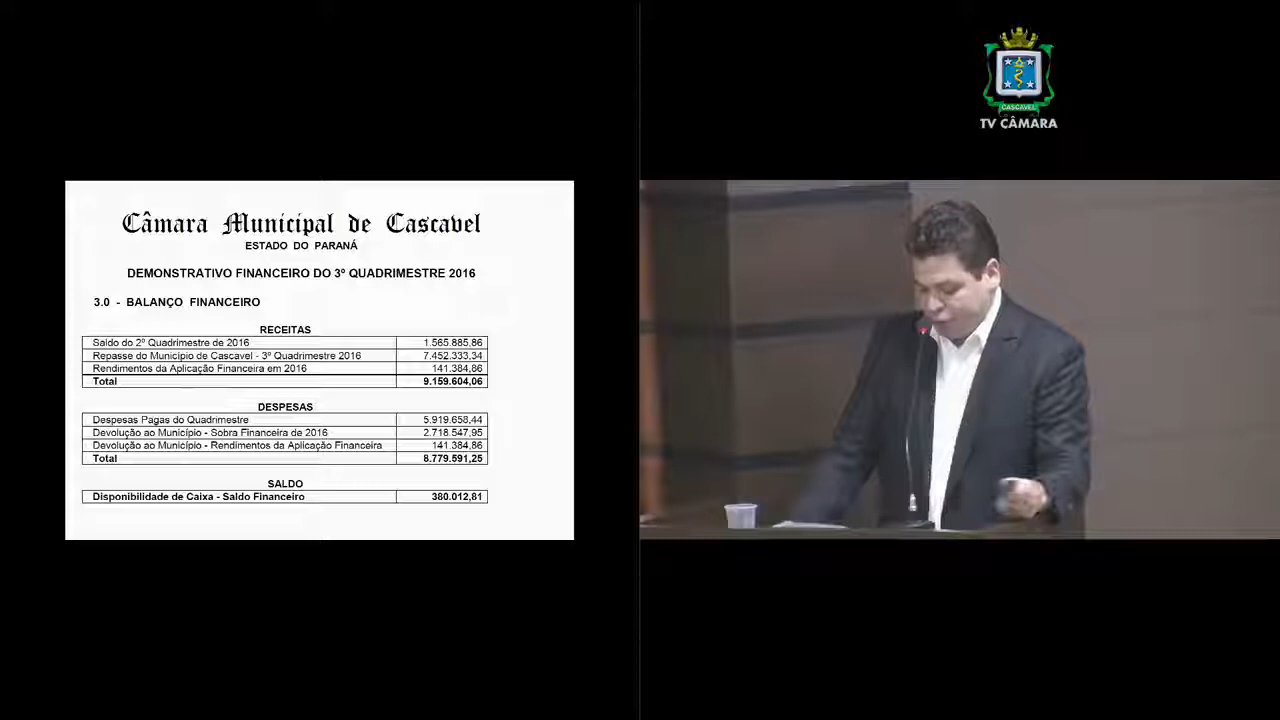 Câmara Municipal de Cascavel
ESTADO DO PARANÁ
DEMONSTRATIVO FINANCEIRO DO 3º QUADRIMESTRE 2016
3.0 - BALANÇO FINANCEIRO
RECEITAS
Saldo do 2º Quadrimestre de 2016 1.565.885,86
Repasse do Município de Cascavel - 3º Quadrimestre 2016 7.452.333,34
Rendimentos da Aplicação Financeira em 2016 141.384,86
Total 9.159.604,06
DESPESAS
Despesas Pagas do Quadrimestre 5.919.658,44
Devolução ao Município - Sobra Financeira de 2016 2.718.547,95
Devolução ao Município - Rendimentos da Aplicação Financeira 141.384,86
Total 8.779.591,25
SALDO
Disponibilidade de Caixa - Saldo Financeiro 380.012,81
CASCAVEL
TV CÂMARA